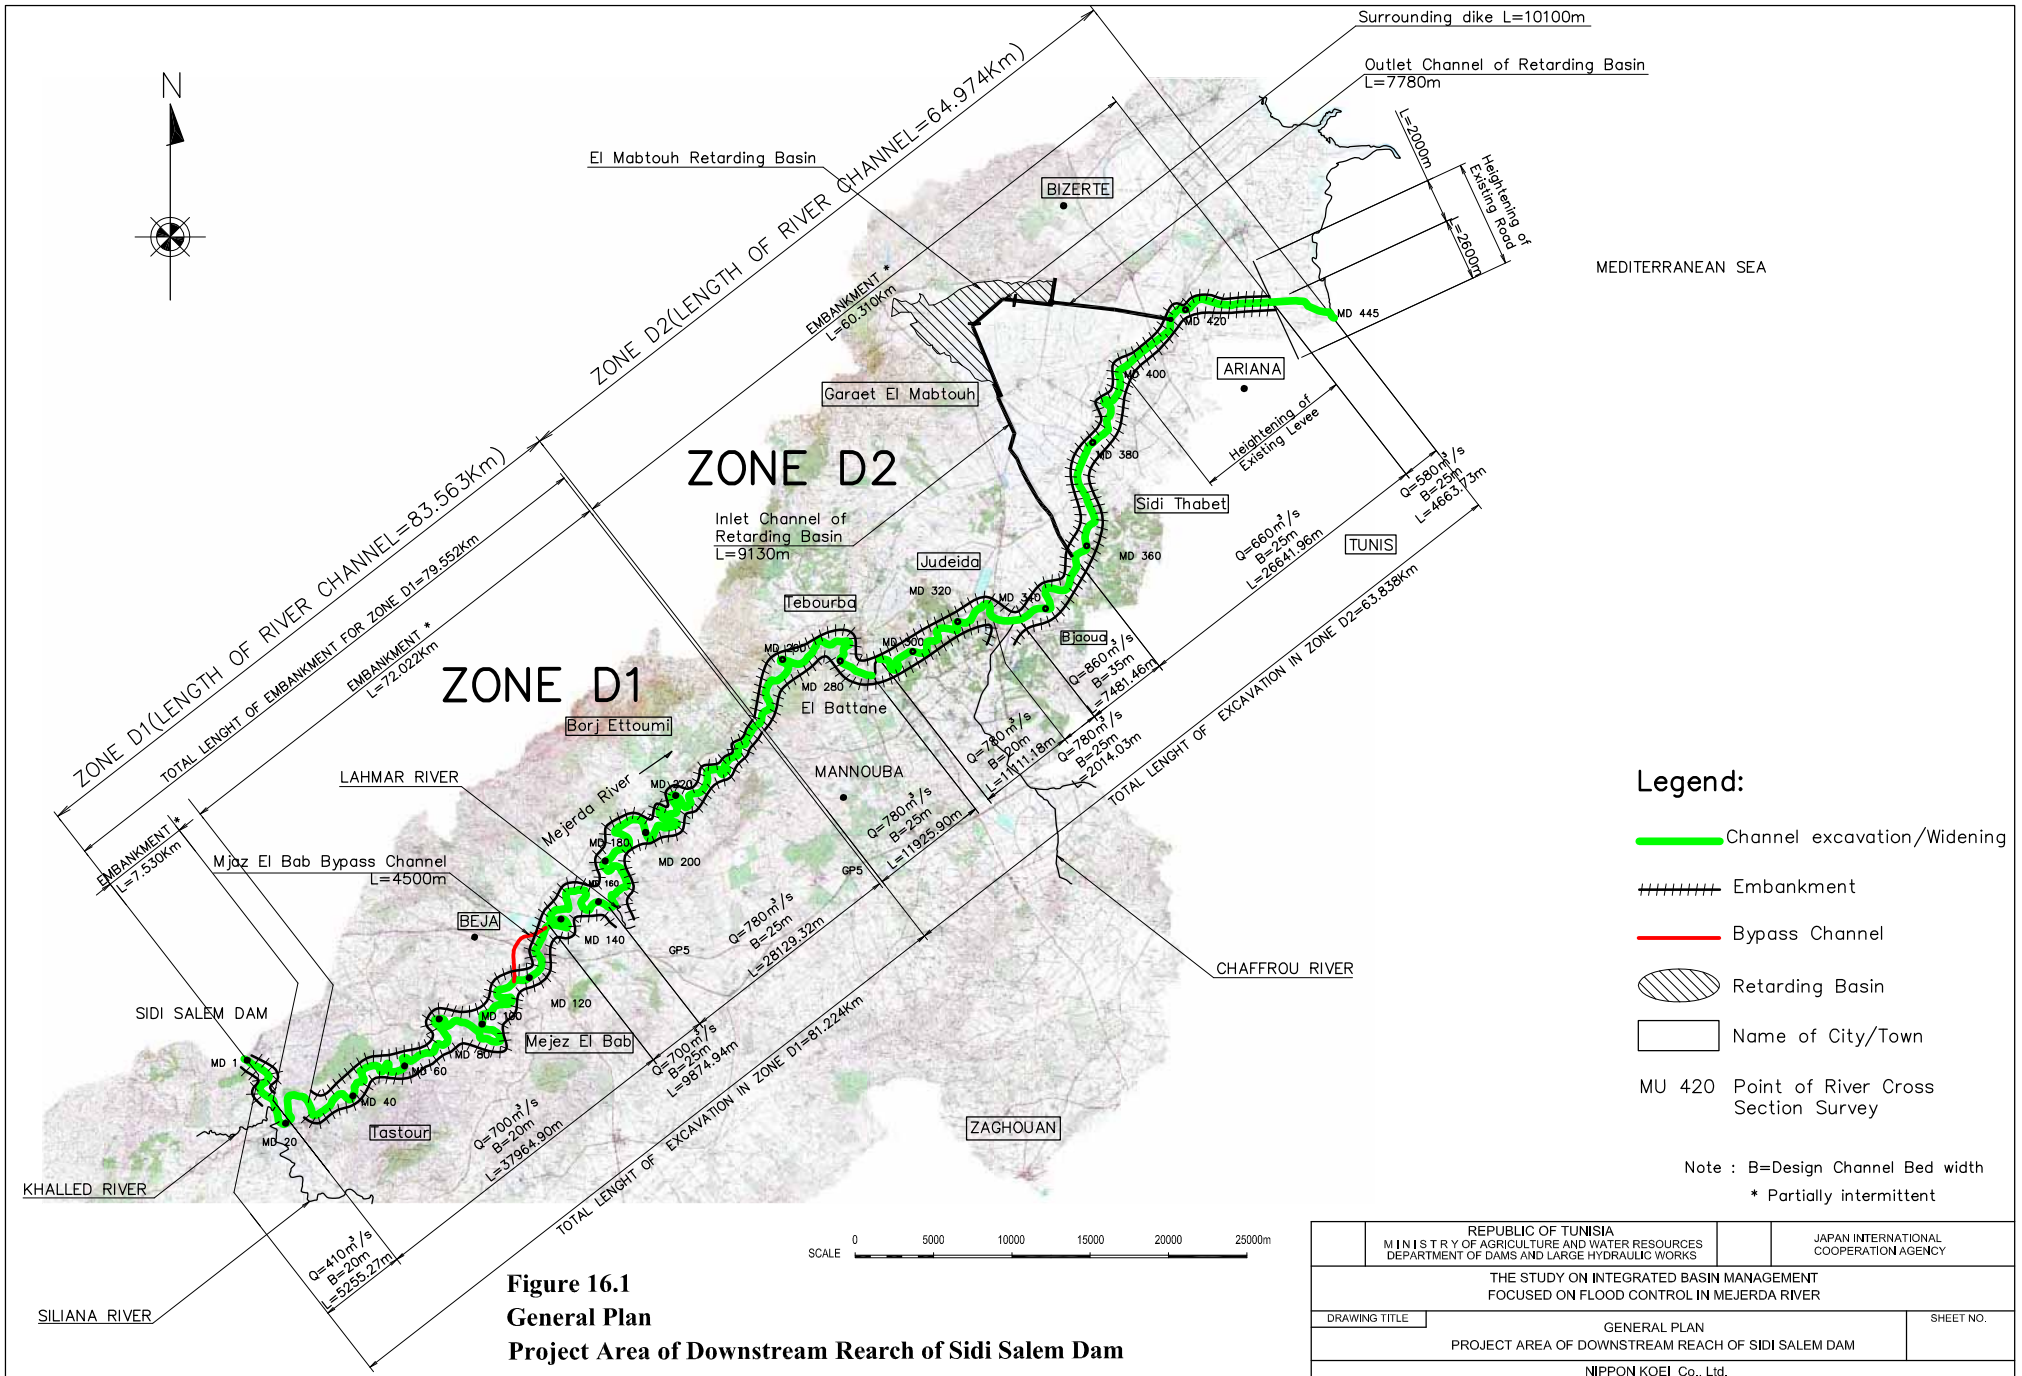 Surrounding dike L=10100m
Outlet Channel of Retarding Basin
L=7780m
N
El Mabtouh Retarding Basin
ZONE D2(LENGTH OF RIVER CHANNEL=64.974Km)
EMBANKMENT *
L=60.310Km
L=2000m
Heightening of
Existing Road
L=2600m
BIZERTE
MEDITERRANEAN SEA
MD 445
MD 420
ARIANA
MD 400
Garaet El Mabtouh
Heightening of
Existing Levee
MD 380
ZONE D2
Sidi Thabet
Inlet Channel of
Retarding Basin
L=9130m
Q=580m³/s
B=25m
L=4663.73m
Q=660m³/s
B=25m
L=26641.96m
TUNIS
Judeida
MD 360
MD 320
MD 340
Tebourba
Bjaoua
MD 300
MD 260
MD 280
El Battane
Q=860m³/s
B=35m
L=7481.46m
Q=780m³/s
B=25m
L=2014.03m
Q=780m³/s
B=20m
L=11111.18m
Q=780m³/s
B=25m
L=11925.90m
TOTAL LENGHT OF EXCAVATION IN ZONE D2=63.838Km
ZONE D1(LENGTH OF RIVER CHANNEL=83.563Km)
TOTAL LENGHT OF EMBANKMENT FOR ZONE D1=79.552Km
EMBANKMENT *
L=72.022Km
ZONE D1
Borj Ettoumi
LAHMAR RIVER
Mejerda River
MD 220
MANNOUBA
MD 180
MD 200
GP5
EMBANKMENT *
L=7.530Km
Mjaz El Bab Bypass Channel
L=4500m
MD 160
BEJA
MD 140
GP5
Q=780m³/s
B=25m
L=28129.32m
CHAFFROU RIVER
MD 120
SIDI SALEM DAM
MD 100
Mejez El Bab
MD 80
MD 1
MD 60
Q=700m³/s
B=25m
L=9874.94m
MD 40
Tastour
MD 20
Q=700m³/s
B=20m
L=37964.90m
TOTAL LENGHT OF EXCAVATION IN ZONE D1=81.224Km
ZAGHOUAN
KHALLED RIVER
Q=410m³/s
B=20m
L=5255.27m
SILIANA RIVER
Legend:
Channel excavation/Widening
Embankment
Bypass Channel
Retarding Basin
Name of City/Town
MU 420 Point of River Cross
Section Survey
Note : B=Design Channel Bed width
* Partially intermittent
SCALE 0 5000 10000 15000 20000 25000m
Figure 16.1
General Plan
Project Area of Downstream Rearch of Sidi Salem Dam
REPUBLIC OF TUNISIA
MINISTRY OF AGRICULTURE AND WATER RESOURCES
DEPARTMENT OF DAMS AND LARGE HYDRAULIC WORKS
JAPAN INTERNATIONAL
COOPERATION AGENCY
THE STUDY ON INTEGRATED BASIN MANAGEMENT
FOCUSED ON FLOOD CONTROL IN MEJERDA RIVER
DRAWING TITLE
GENERAL PLAN
PROJECT AREA OF DOWNSTREAM REACH OF SIDI SALEM DAM
SHEET NO.
NIPPON KOEI Co., Ltd.